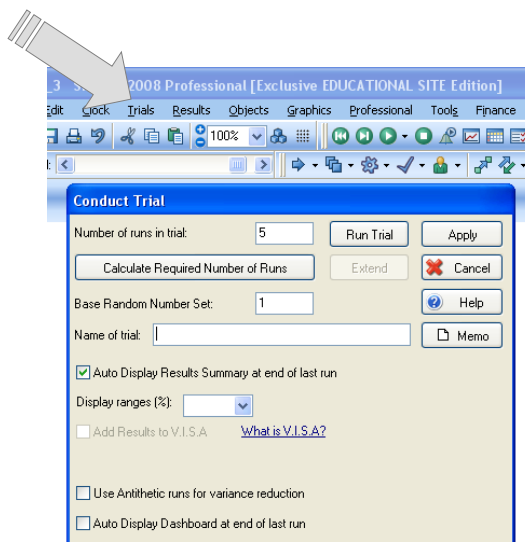 _3 S 2008 Professional [Exclusive EDUCATIONAL SITE Edition]
Edit Clock Trials Results Objects Graphics Professional Tools Finance
100%
Conduct Trial
Number of runs in trial: 5 Run Trial Apply
Calculate Required Number of Runs Extend Cancel
Base Random Number Set: 1 Help
Name of trial: Memo
Auto Display Results Summary at end of last run
Display ranges (%):
Add Results to V.I.S.A What is V.I.S.A?
Use Antithetic runs for variance reduction
Auto Display Dashboard at end of last run